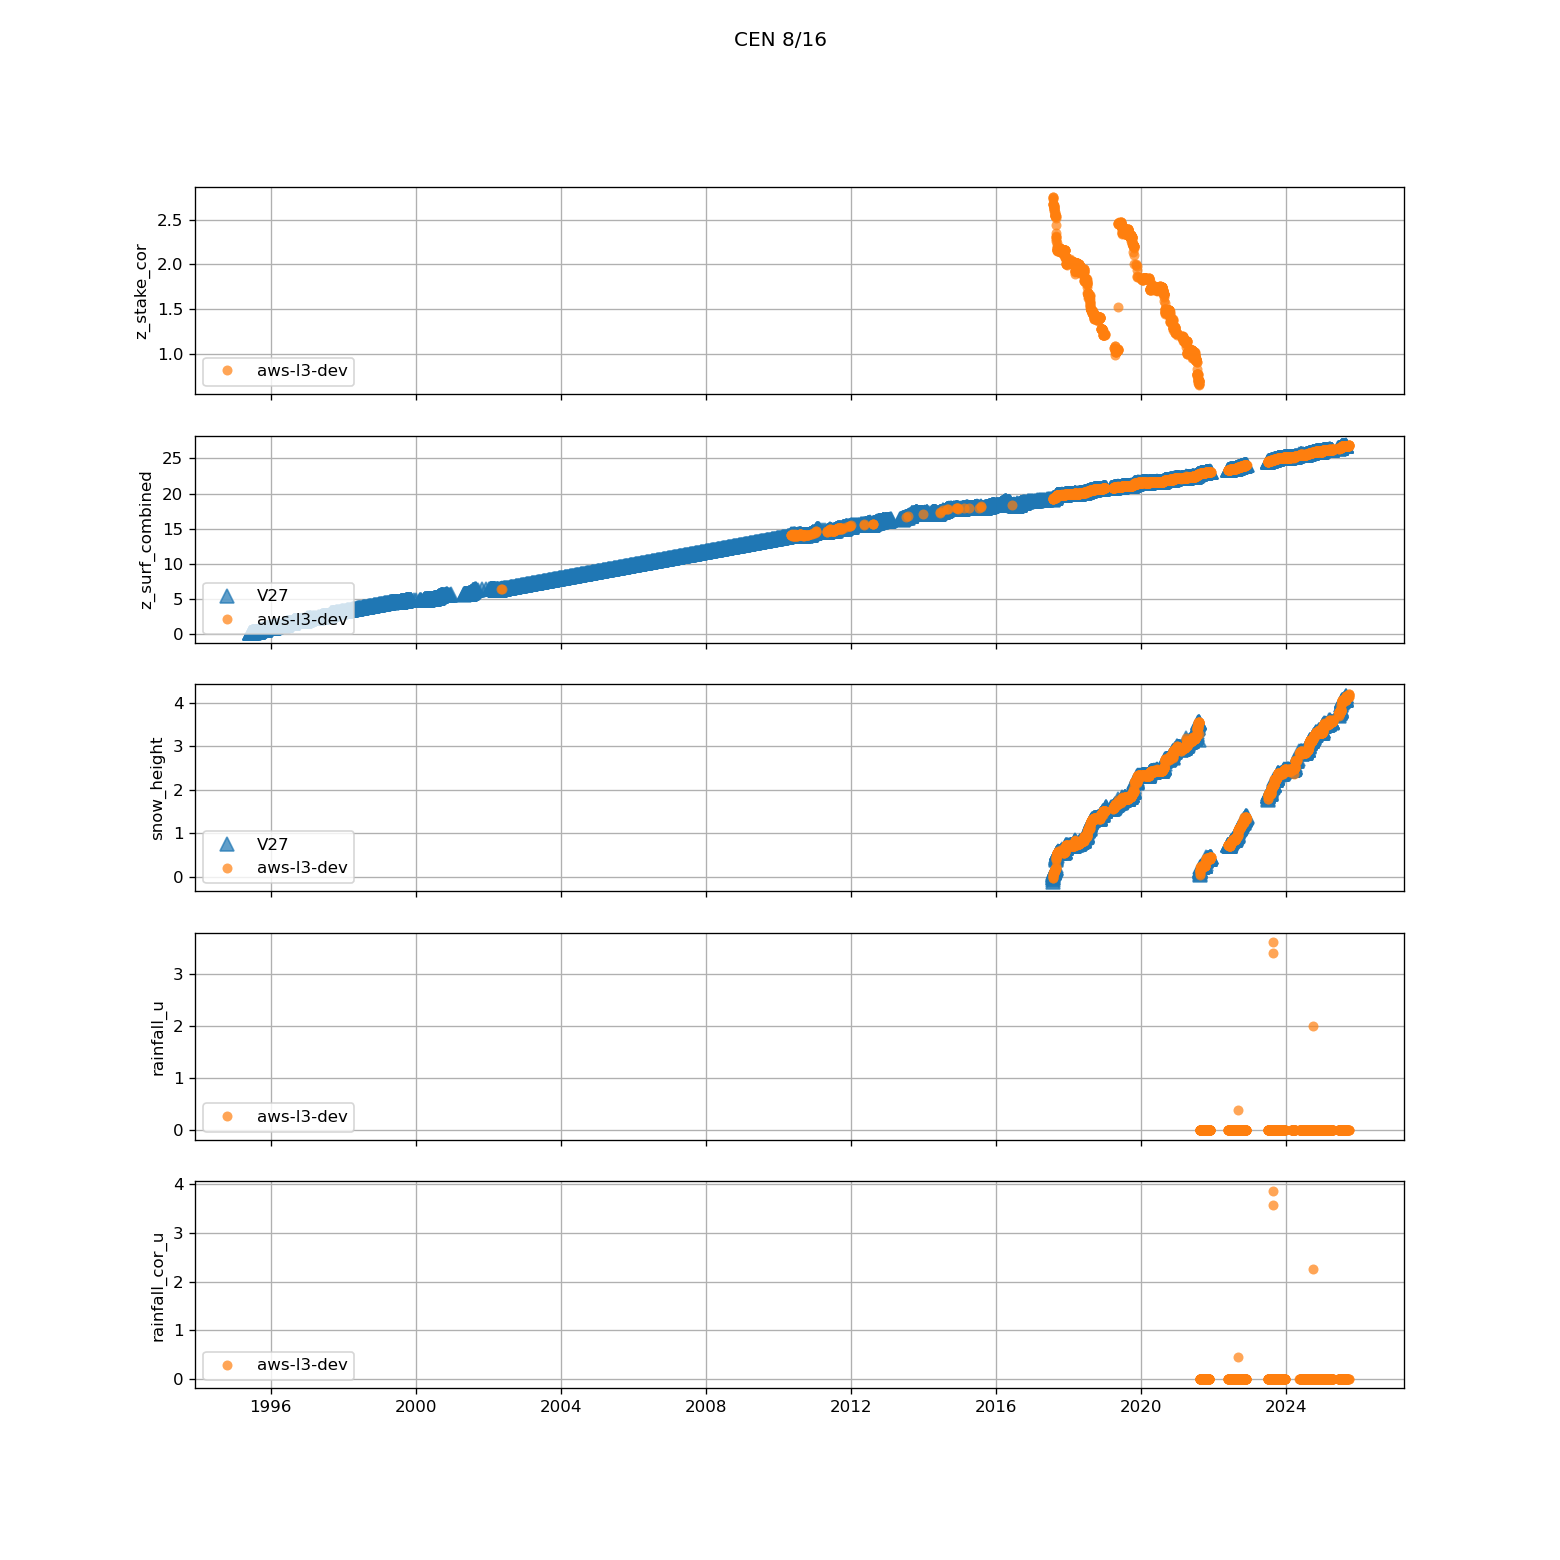 CEN 8/16
z_stake_cor
2.5
2.0
1.5
1.0
aws-l3-dev
z_surf_combined
25
20
15
10
5
0
V27
aws-l3-dev
snow_height
4
3
2
1
0
V27
aws-l3-dev
rainfall_u
3
2
1
0
aws-l3-dev
rainfall_cor_u
4
3
2
1
0
aws-l3-dev
1996 2000 2004 2008 2012 2016 2020 2024